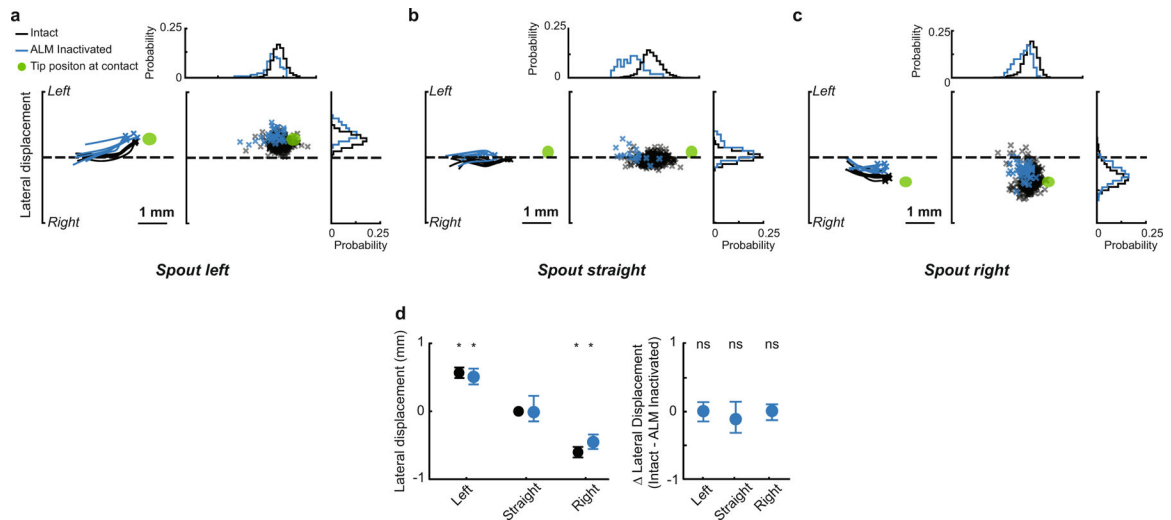 a
Intact
ALM Inactivated
Tip positon at contact
0.25
Probability
0
Lateral displacement
Left
Right
1 mm
0
0.25
Probability
Spout left
b
0.25
Probability
0
Left
Right
1 mm
0
0.25
Probability
Spout straight
c
0.25
Probability
0
Left
Right
1 mm
0
0.25
Probability
Spout right
d
Lateral displacement (mm)
1
0
-1
* * * *
Left
Straight
Right
Δ Lateral Displacement
(Intact - ALM Inactivated)
1
0
-1
ns ns ns
Left
Straight
Right